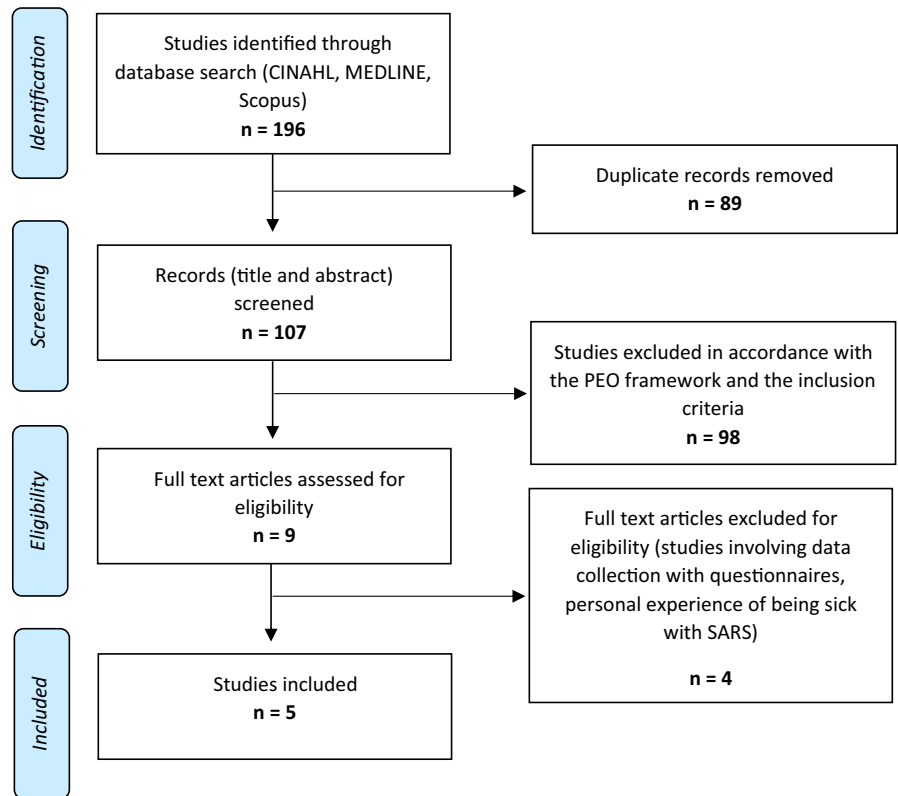 Identification
Studies identified through
database search (CINAHL, MEDLINE,
Scopus)
n = 196
Duplicate records removed
n = 89
Screening
Records (title and abstract)
screened
n = 107
Studies excluded in accordance with
the PEO framework and the inclusion
criteria
n = 98
Eligibility
Full text articles assessed for
eligibility
n = 9
Full text articles excluded for
eligibility (studies involving data
collection with questionnaires,
personal experience of being sick
with SARS)
n = 4
Included
Studies included
n = 5